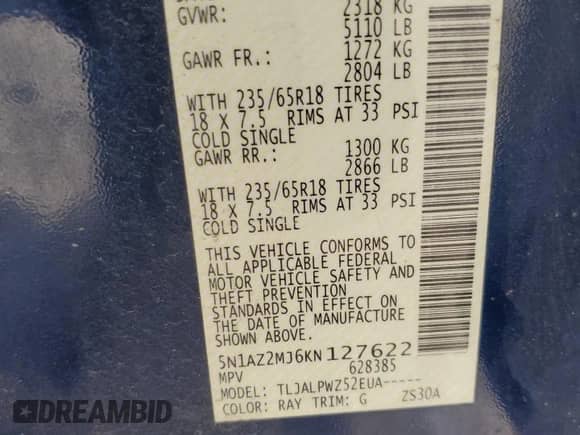 GVWR: 2318 KG
5110 LB
GAWR FR.: 1272 KG
2804 LB
WITH 235/65R18 TIRES
18 X 7.5 RIMS AT 33 PSI
COLD SINGLE
GAWR RR.: 1300 KG
2866 LB
WITH 235/65R18 TIRES
18 X 7.5 RIMS AT 33 PSI
COLD SINGLE
THIS VEHICLE CONFORMS TO
ALL APPLICABLE FEDERAL
MOTOR VEHICLE SAFETY AND
THEFT PREVENTION
STANDARDS IN EFFECT ON
THE DATE OF MANUFACTURE
5N1AZ2MJ6KN127622
MPV 628385
MODEL: TLJALPWZ52EUA-----
COLOR: RAY TRIM: G ZS30A
DREAMBID
DREAMBID.COM